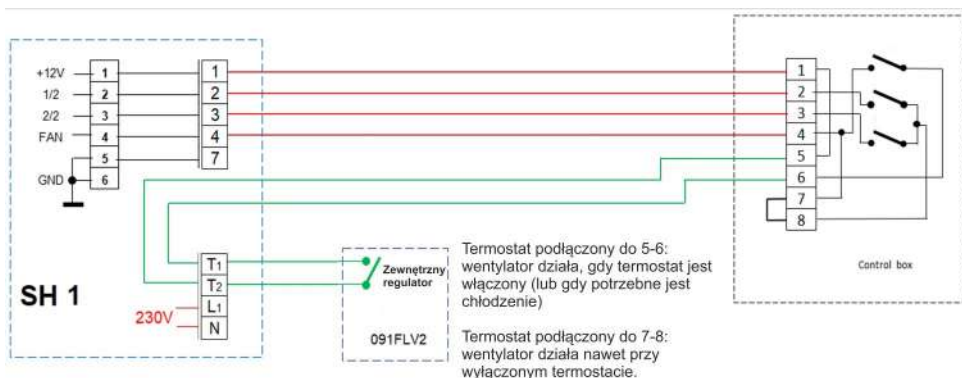 +12V
1/2
2/2
FAN
GND
1
2
3
4
5
6
1
2
3
4
7
SH 1
T1
T2
L1
N
230V
Zewnętrzny
regulator
091FLV2
Termostat podłączony do 5-6:
wentylator działa, gdy termostat jest
włączony (lub gdy potrzebne jest
chłodzenie)
Termostat podłączony do 7-8:
wentylator działa nawet przy
wyłączonym termostacie.
1
2
3
4
5
6
7
8
Control box